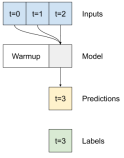 t=0 t=1 t=2 Inputs
Warmup Model
t=3 Predictions
t=3 Labels